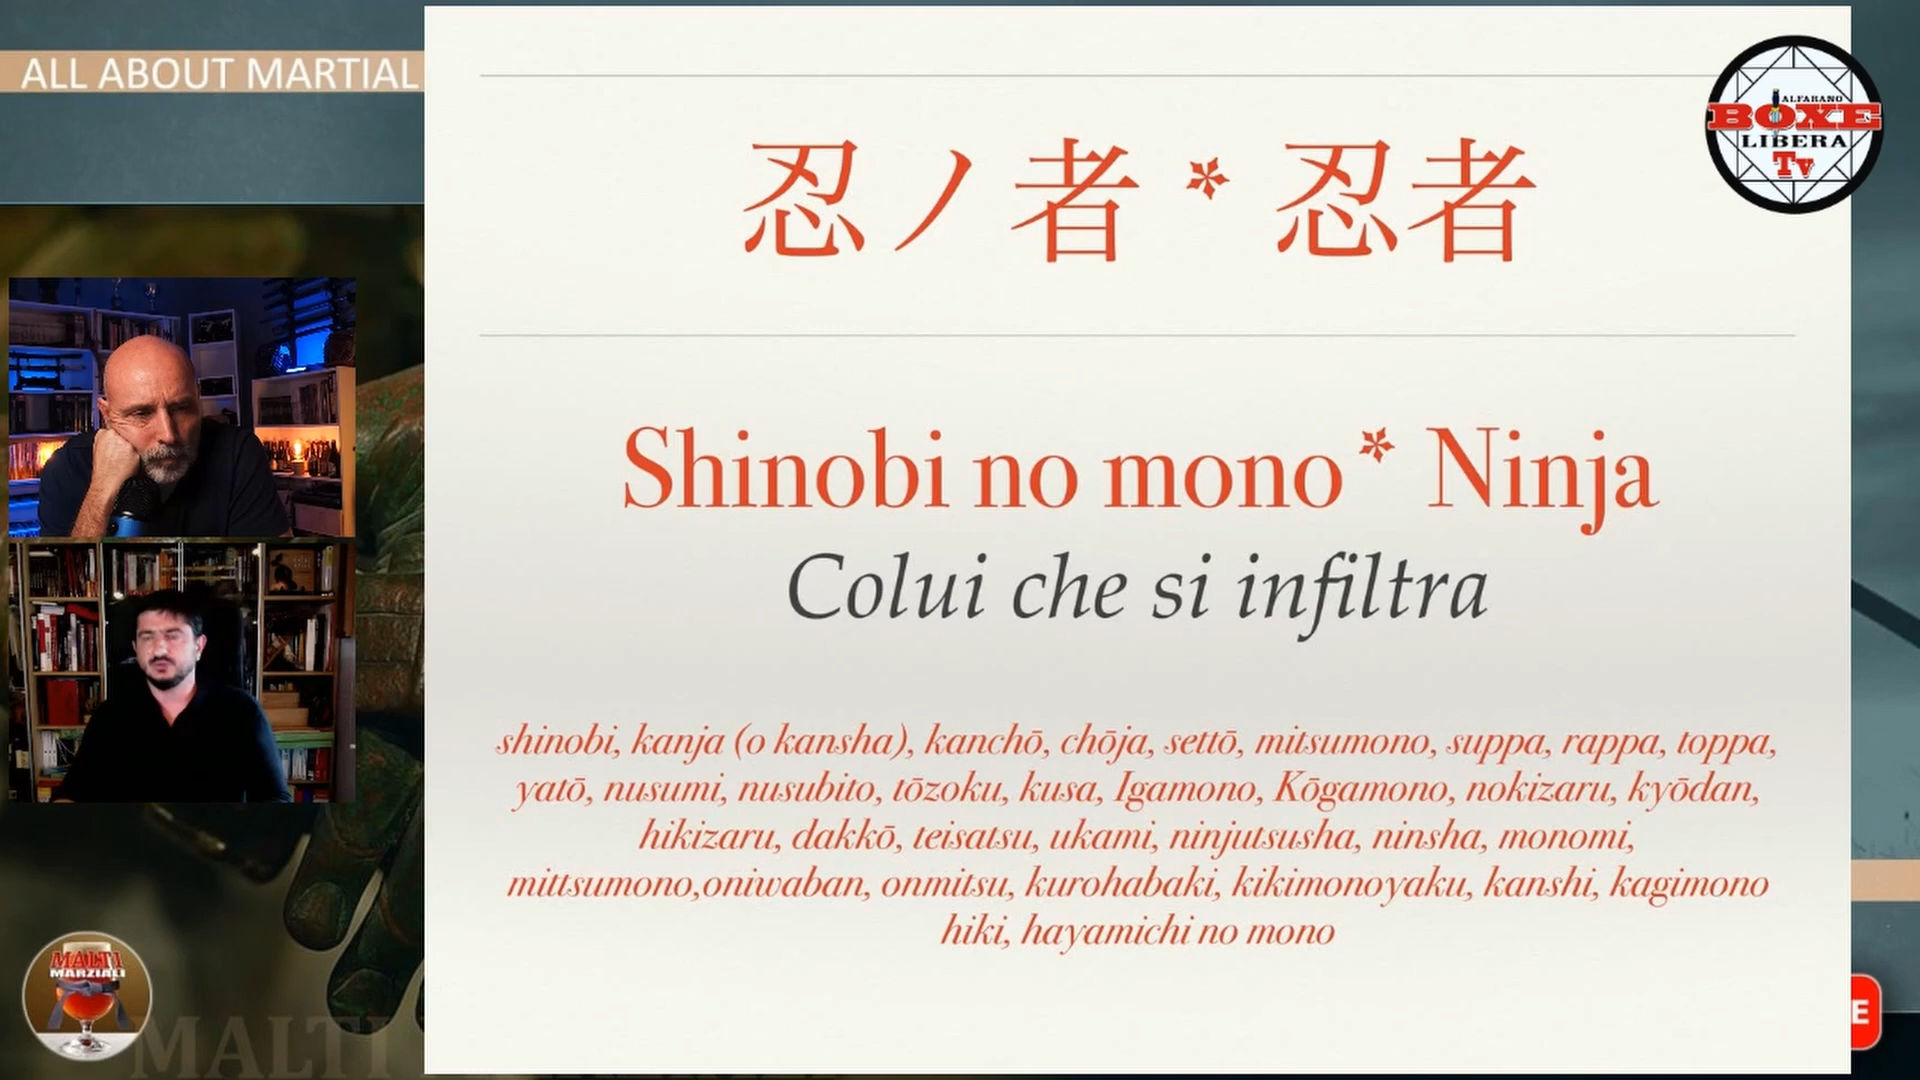 ALL ABOUT MARTIAL
忍ノ者 * 忍者
ALFARANO
BOXE
LIBERA
Tv
Shinobi no mono * Ninja
Colui che si infiltra
shinobi, kanja (o kansha), kanchō, chōja, settō, mitsumono, suppa, rappa, toppa,
yatō, nusumi, nusubito, tōzoku, kusa, Igamono, Kōgamono, nokizaru, kyōdan,
hikizaru, dakkō, teisatsu, ukami, ninjutsusha, ninsha, monomi,
mittsumono,oniwaban, onmitsu, kurohabaki, kikimonoyaku, kanshi, kagimono
hiki, hayamichi no mono
MALTI
MARZIALI
MALTI
E